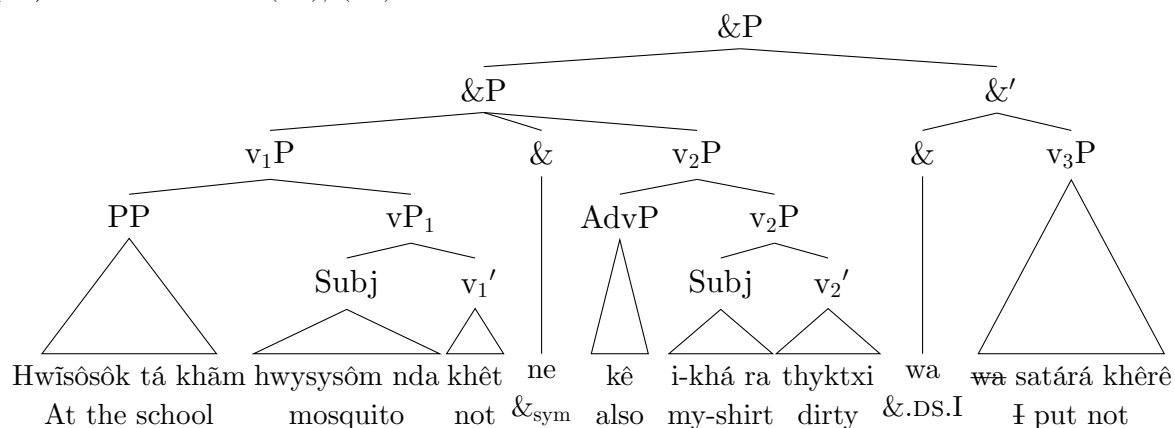 &P
&P &′
v₁P & v₂P & v₃P
PP vP₁ AdvP v₂P
Subj v₁′ Subj v₂′
Hwĩsôsôk tá khãm hwysysôm nda khêt ne kê i-khá ra thyktxi wa ~~wa~~ satárá khêrê
At the school mosquito not &sym also my-shirt dirty &.DS.I ~~I~~ put not